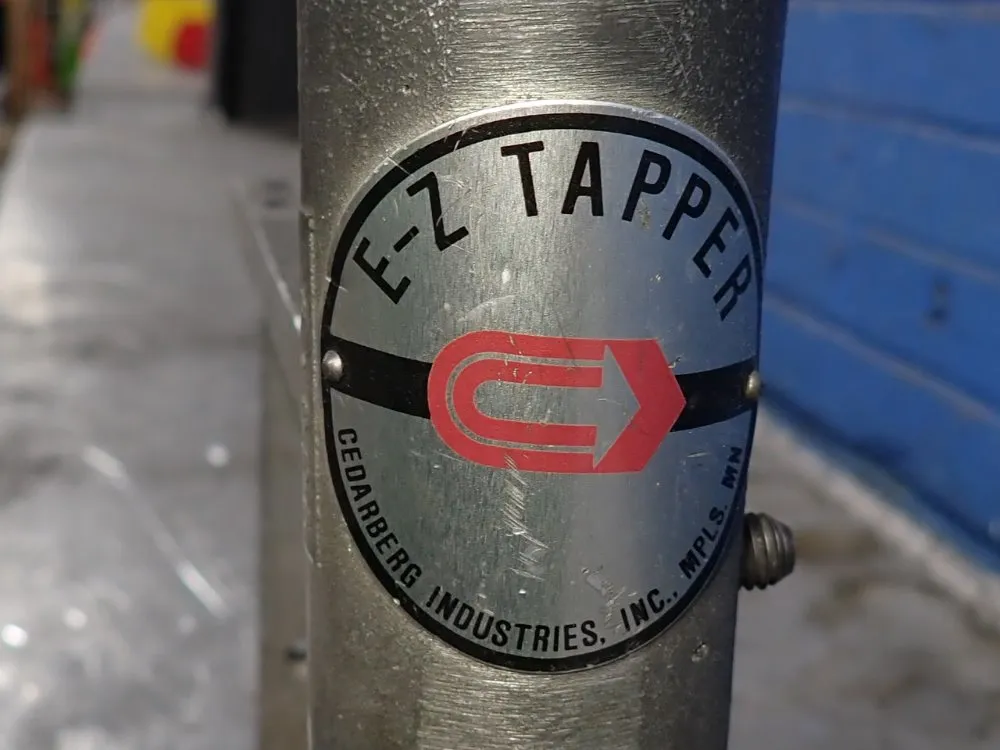 E-Z TAPPER
CEDARBERG INDUSTRIES, INC., MPLS. MN